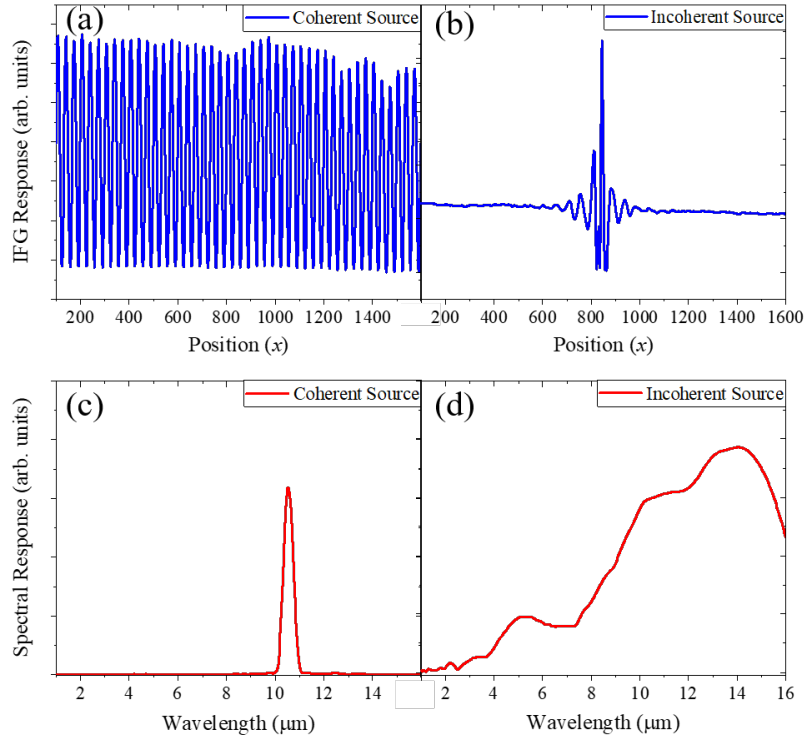 (a)
Coherent Source
(b)
Incoherent Source
IFG Response (arb. units)
200 400 600 800 1000 1200 1400
200 400 600 800 1000 1200 1400 1600
Position (x)
Position (x)
(c)
Coherent Source
(d)
Incoherent Source
Spectral Response (arb. units)
2 4 6 8 10 12 14
2 4 6 8 10 12 14 16
Wavelength (μm)
Wavelength (μm)